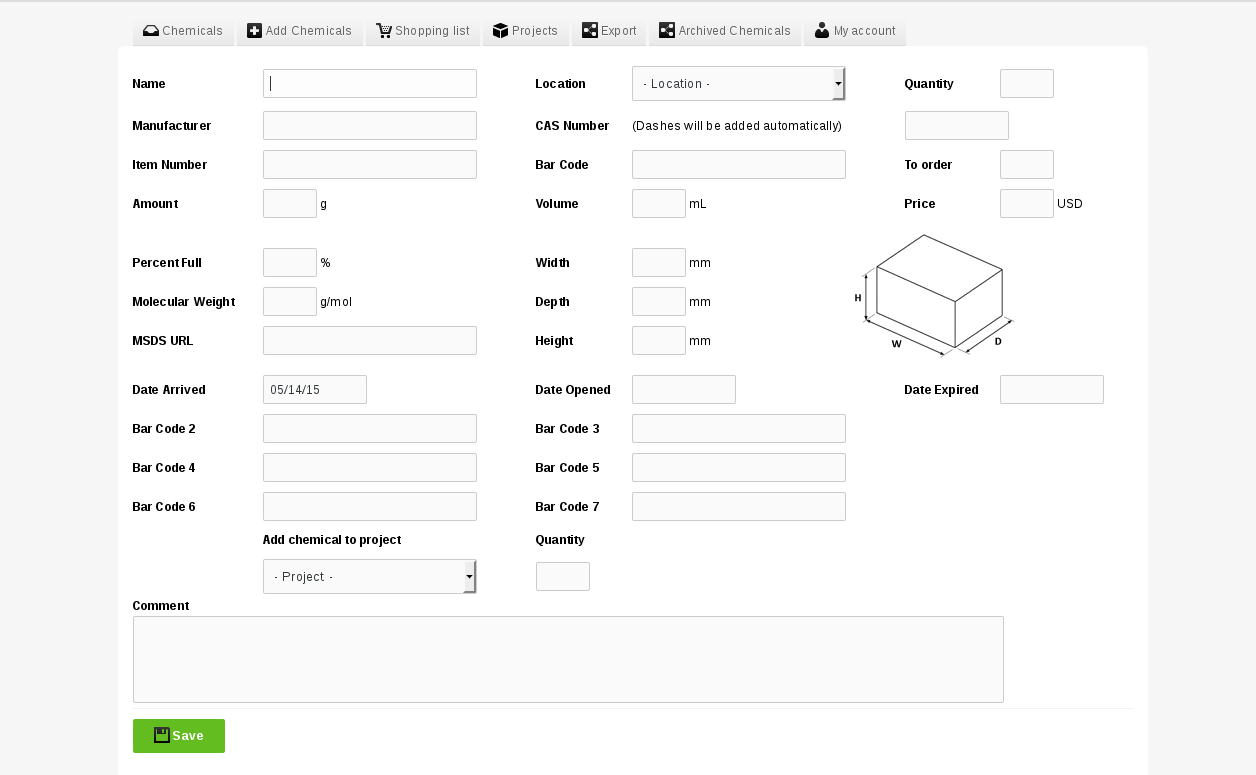 Chemicals Add Chemicals Shopping list Projects Export Archived Chemicals My account
Name Location - Location - Quantity
Manufacturer CAS Number (Dashes will be added automatically)
Item Number Bar Code To order
Amount g Volume mL Price USD
Percent Full % Width mm
Molecular Weight g/mol Depth mm H
MSDS URL Height mm W D
Date Arrived 05/14/15 Date Opened Date Expired
Bar Code 2 Bar Code 3
Bar Code 4 Bar Code 5
Bar Code 6 Bar Code 7
Add chemical to project Quantity
- Project -
Comment
Save